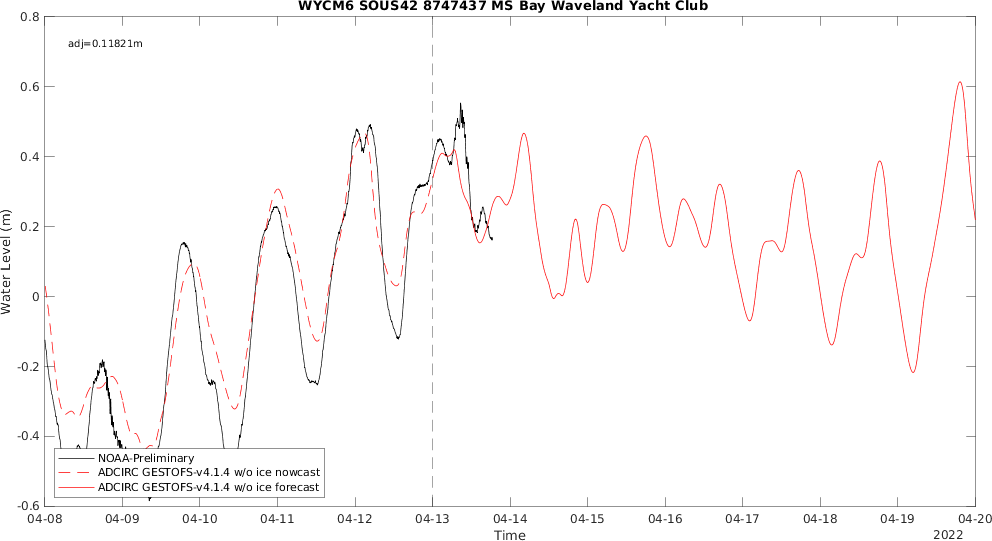 WYCM6 SOUS42 8747437 MS Bay Waveland Yacht Club
adj=0.11821m
0.8
0.6
0.4
0.2
0
-0.2
-0.4
-0.6
Water Level (m)
NOAA-Preliminary
ADCIRC GESTOFS-v4.1.4 w/o ice nowcast
ADCIRC GESTOFS-v4.1.4 w/o ice forecast
04-08 04-09 04-10 04-11 04-12 04-13 04-14 04-15 04-16 04-17 04-18 04-19 04-20
Time
2022